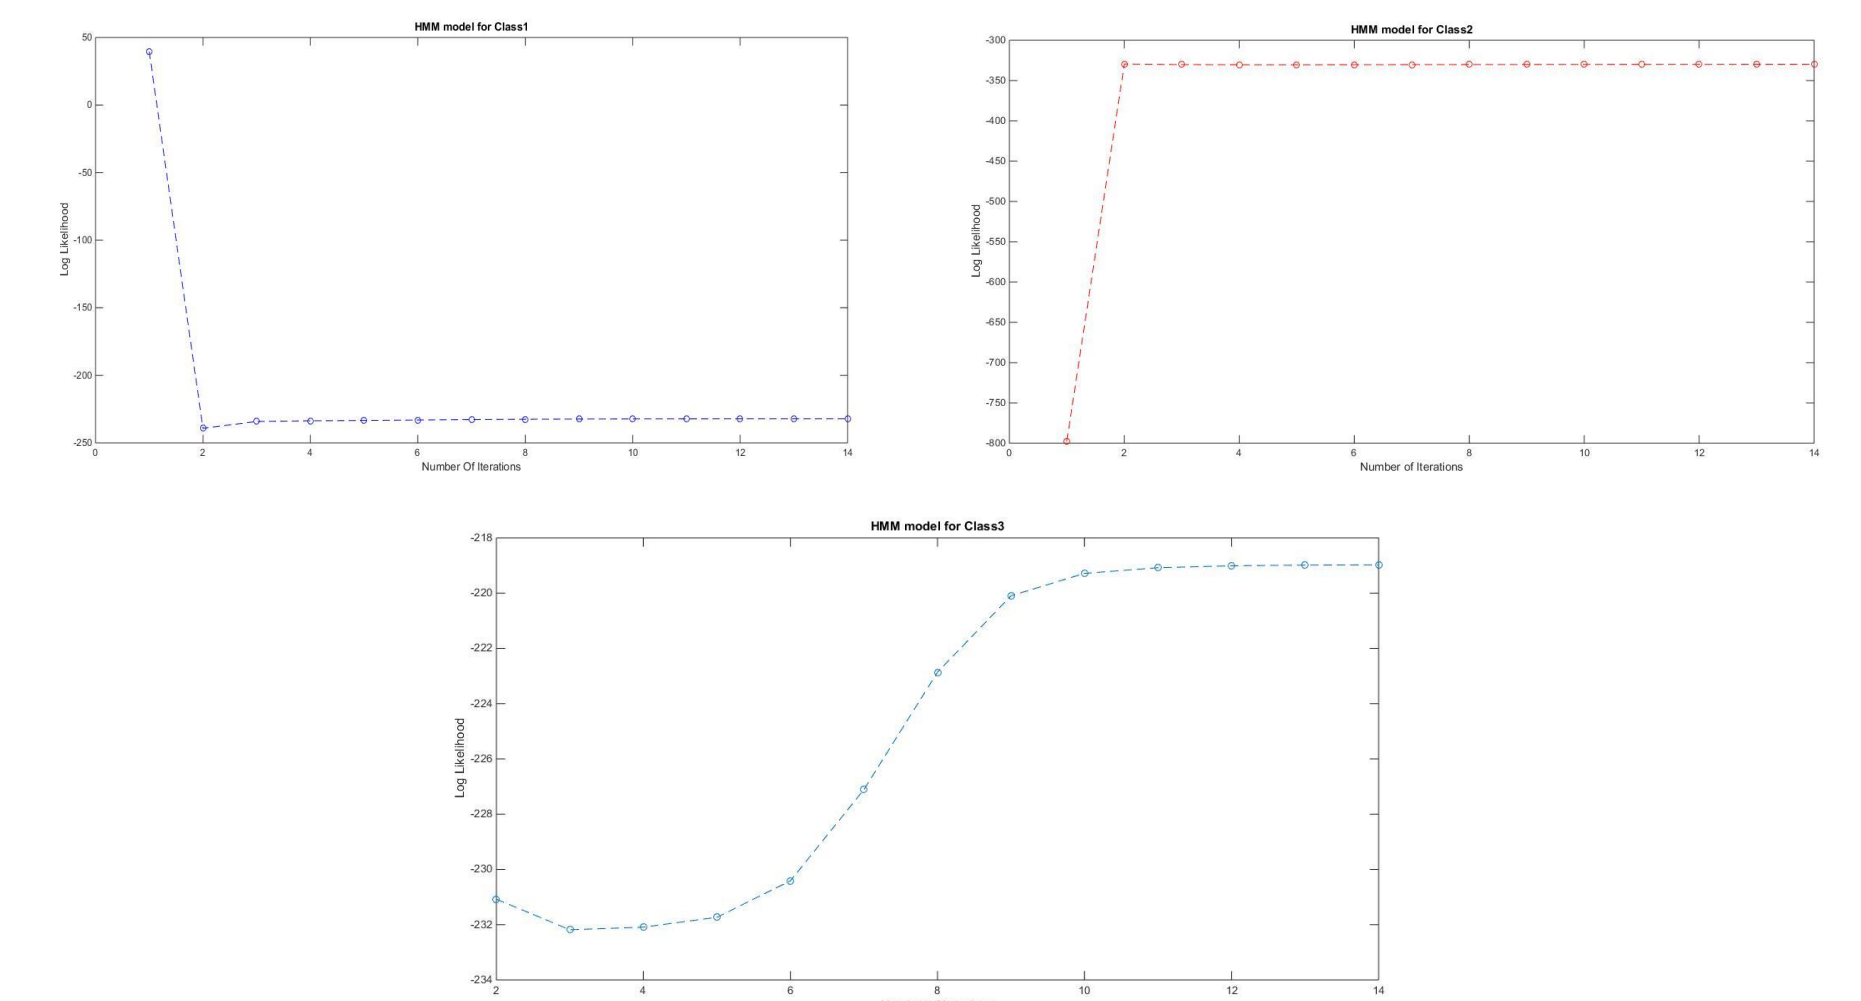 HMM model for Class1
50
0
-50
-100
-150
-200
-250
Log Likelihood
0 2 4 6 8 10 12 14
Number Of Iterations
HMM model for Class2
-300
-350
-400
-450
-500
-550
-600
-650
-700
-750
-800
Log Likelihood
0 2 4 6 8 10 12 14
Number of Iterations
HMM model for Class3
-218
-220
-222
-224
-226
-228
-230
-232
-234
Log Likelihood
2 4 6 8 10 12 14